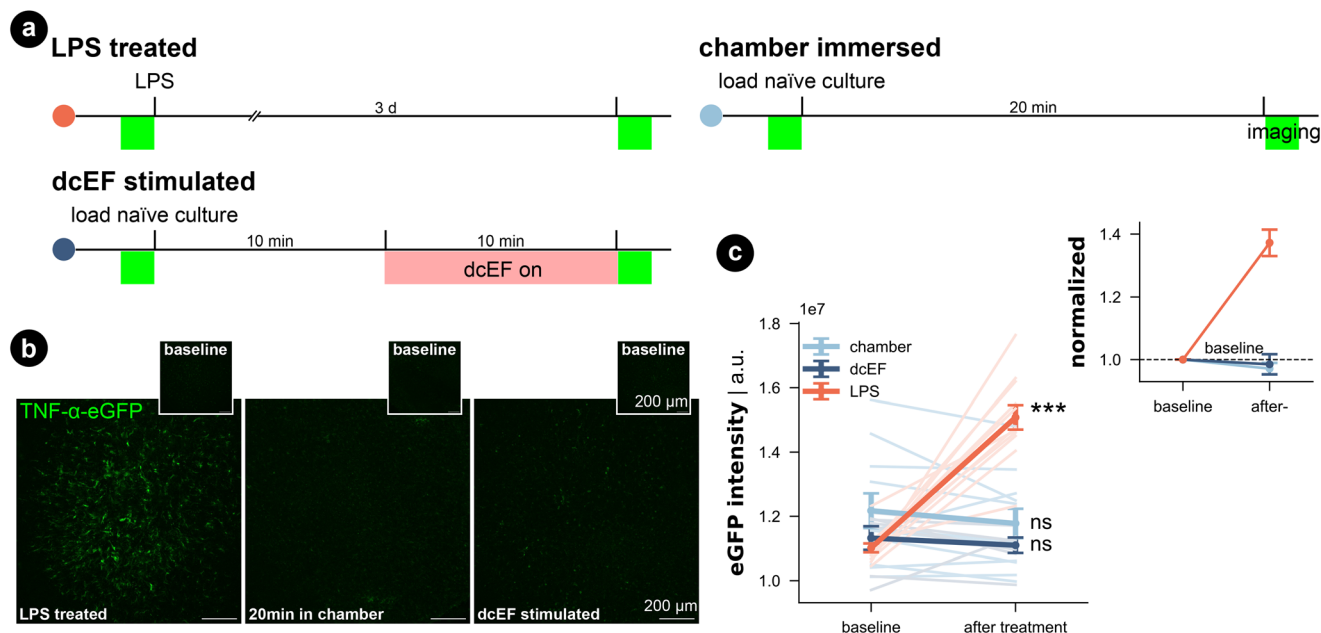 a
LPS treated
LPS
3 d
chamber immersed
load naïve culture
20 min
imaging
dcEF stimulated
load naïve culture
10 min
10 min
dcEF on
b
baseline
baseline
baseline
200 µm
TNF-α-eGFP
LPS treated
20min in chamber
dcEF stimulated
200 µm
c
1e7
1.8
1.6
1.4
1.2
1.0
eGFP intensity | a.u.
chamber
dcEF
LPS
***
ns
ns
baseline
after treatment
normalized
1.4
1.2
1.0
baseline
baseline
after-